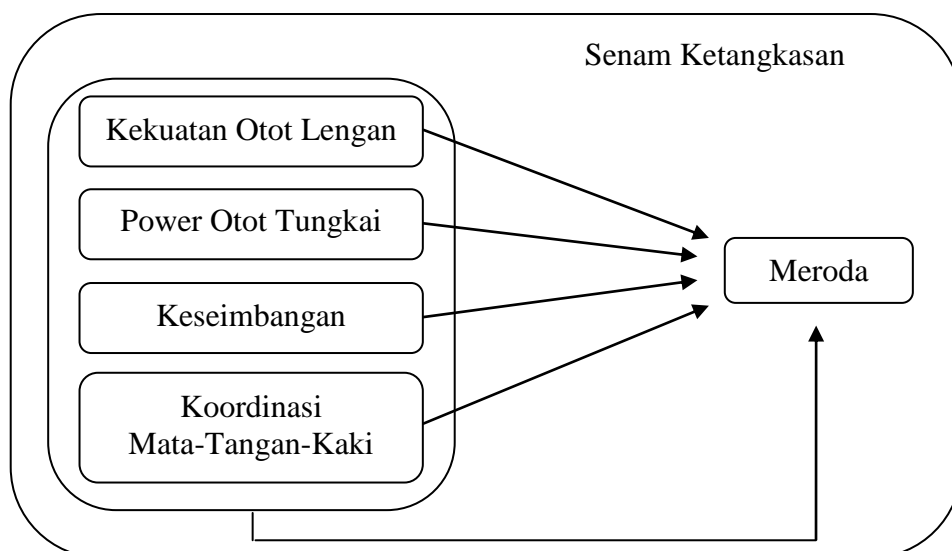 Senam Ketangkasan
Kekuatan Otot Lengan
Power Otot Tungkai
Keseimbangan
Koordinasi
Mata-Tangan-Kaki
Meroda